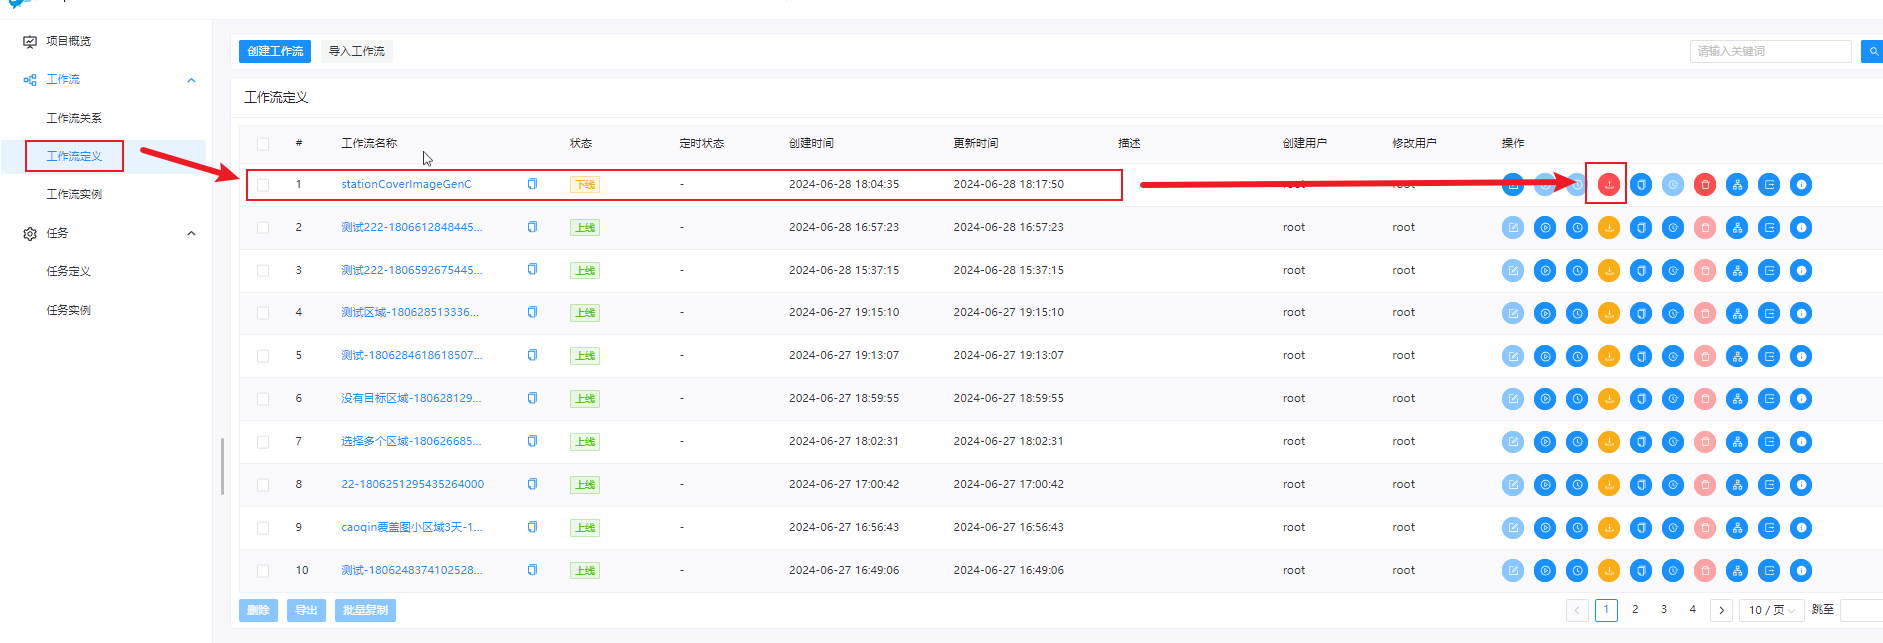 项目概览
工作流
工作流关系
工作流定义
工作流实例
任务
任务定义
任务实例
创建工作流 导入工作流 请输入关键词
工作流定义
# 工作流名称 状态 定时状态 创建时间 更新时间 描述 创建用户 修改用户 操作
1 stationCoverImageGenC 下线 - 2024-06-28 18:04:35 2024-06-28 18:17:50
2 测试222-1806612848445... 上线 - 2024-06-28 16:57:23 2024-06-28 16:57:23 root root
3 测试222-1806592675445... 上线 - 2024-06-28 15:37:15 2024-06-28 15:37:15 root root
4 测试区域-180628513336... 上线 - 2024-06-27 19:15:10 2024-06-27 19:15:10 root root
5 测试-1806284618618507... 上线 - 2024-06-27 19:13:07 2024-06-27 19:13:07 root root
6 没有目标区域-180628129... 上线 - 2024-06-27 18:59:55 2024-06-27 18:59:55 root root
7 选择多个区域-180626685... 上线 - 2024-06-27 18:02:31 2024-06-27 18:02:31 root root
8 22-1806251295435264000 上线 - 2024-06-27 17:00:42 2024-06-27 17:00:42 root root
9 caoqin覆盖图小区域3天-1... 上线 - 2024-06-27 16:56:43 2024-06-27 16:56:43 root root
10 测试-1806248374102528... 上线 - 2024-06-27 16:49:06 2024-06-27 16:49:06 root root
删除 导出 批量复制 1 2 3 4 10 / 页 跳至